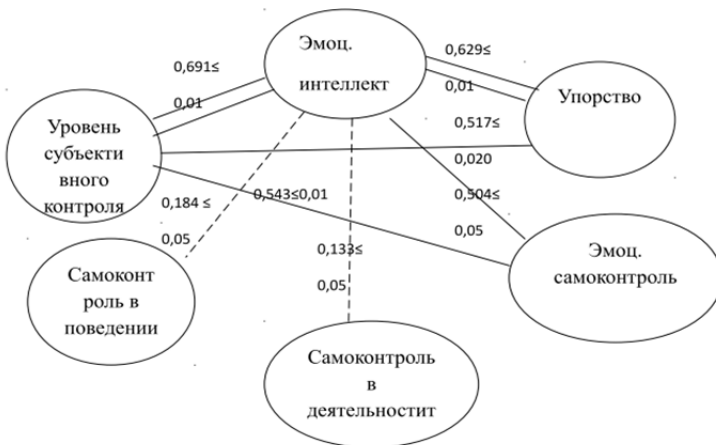 Эмоц.
интеллект
0,691≤
0,01
0,629≤
0,01
Упорство
Уровень
субъекти
вного
контроля
0,517≤
0,020
0,184 ≤
0,05
0,543≤0,01
0,504≤
0,05
0,133≤
0,05
Эмоц.
самоконтроль
Самоконт
роль в
поведении
Самоконтроль
в
деятельностит